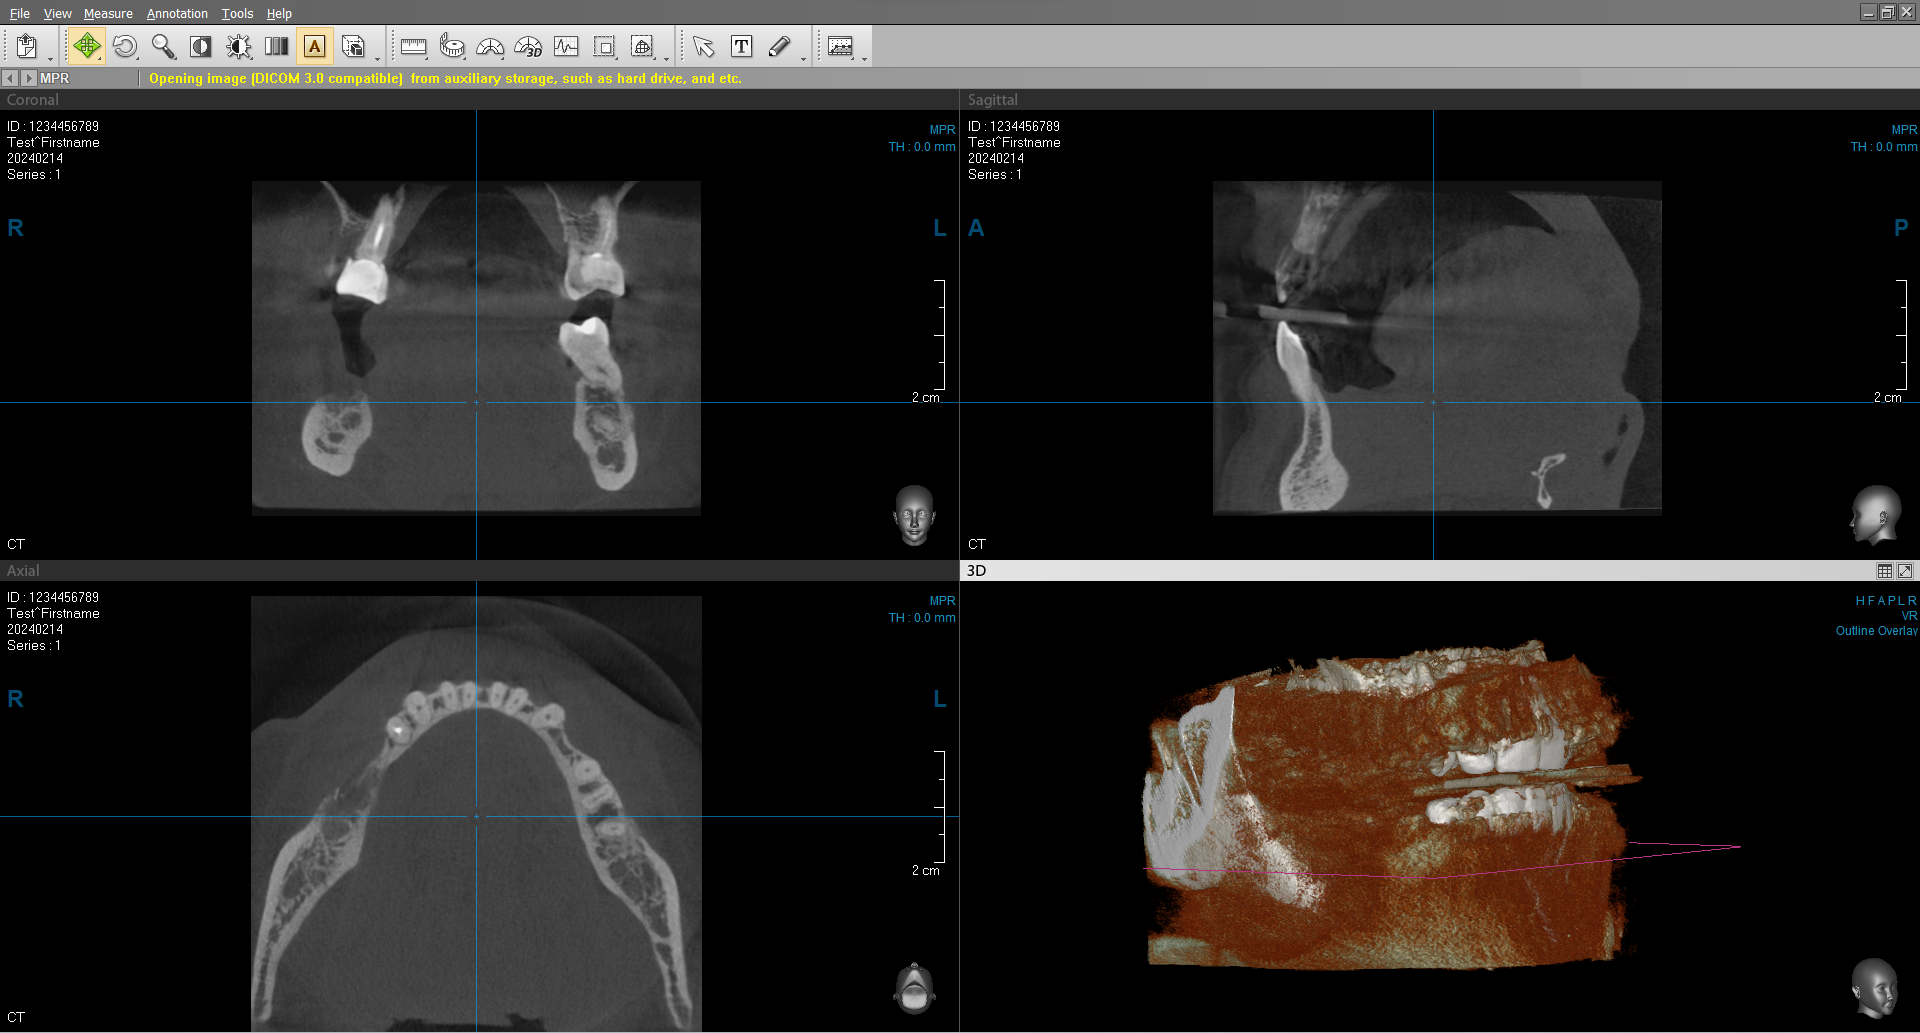 File View Measure Annotation Tools Help
A 3D T
MPR Opening image (DICOM 3.0 compatible) from auxiliary storage, such as hard drive, and etc.
Coronal
ID : 1234456789
Test^Firstname
20240214
Series : 1
MPR
TH : 0.0 mm
R
L
2 cm
CT
Sagittal
ID : 1234456789
Test^Firstname
20240214
Series : 1
MPR
TH : 0.0 mm
A
P
2 cm
CT
Axial
ID : 1234456789
Test^Firstname
20240214
Series : 1
MPR
TH : 0.0 mm
R
L
2 cm
CT
3D
H F A P L R
VR
Outline Overlay